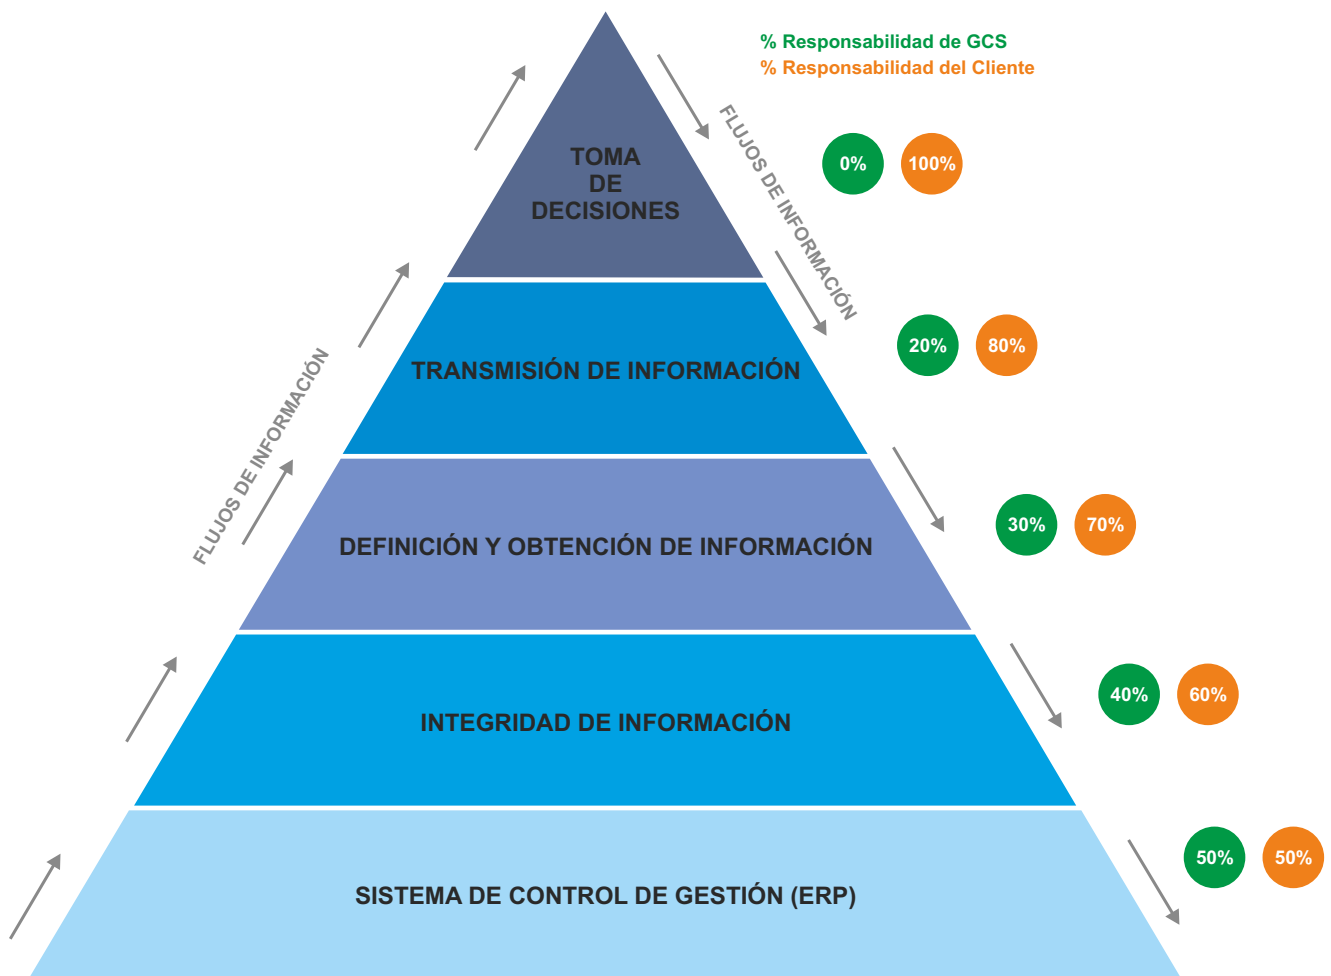 % Responsabilidad de GCS
% Responsabilidad del Cliente
FLUJOS DE INFORMACIÓN
TOMA
DE
DECISIONES
0% 100%
20% 80%
TRANSMISIÓN DE INFORMACIÓN
FLUJOS DE INFORMACIÓN
30% 70%
DEFINICIÓN Y OBTENCIÓN DE INFORMACIÓN
40% 60%
INTEGRIDAD DE INFORMACIÓN
50% 50%
SISTEMA DE CONTROL DE GESTIÓN (ERP)